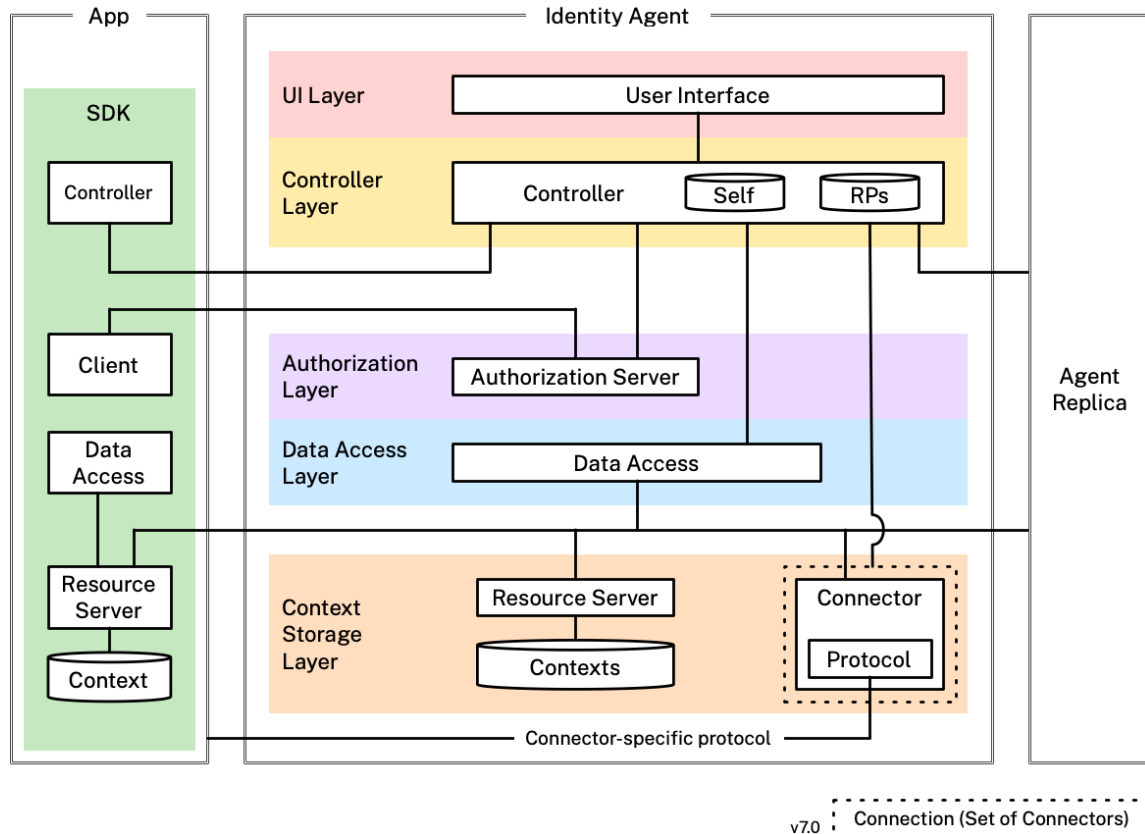 App
Identity Agent
SDK
Controller
Client
Data
Access
Resource
Server
Context
UI Layer
User Interface
Controller
Layer
Controller
Self
RPs
Authorization
Layer
Authorization Server
Data Access
Layer
Data Access
Context
Storage
Layer
Resource Server
Contexts
Connector
Protocol
Connector-specific protocol
Agent
Replica
v7.0
Connection (Set of Connectors)